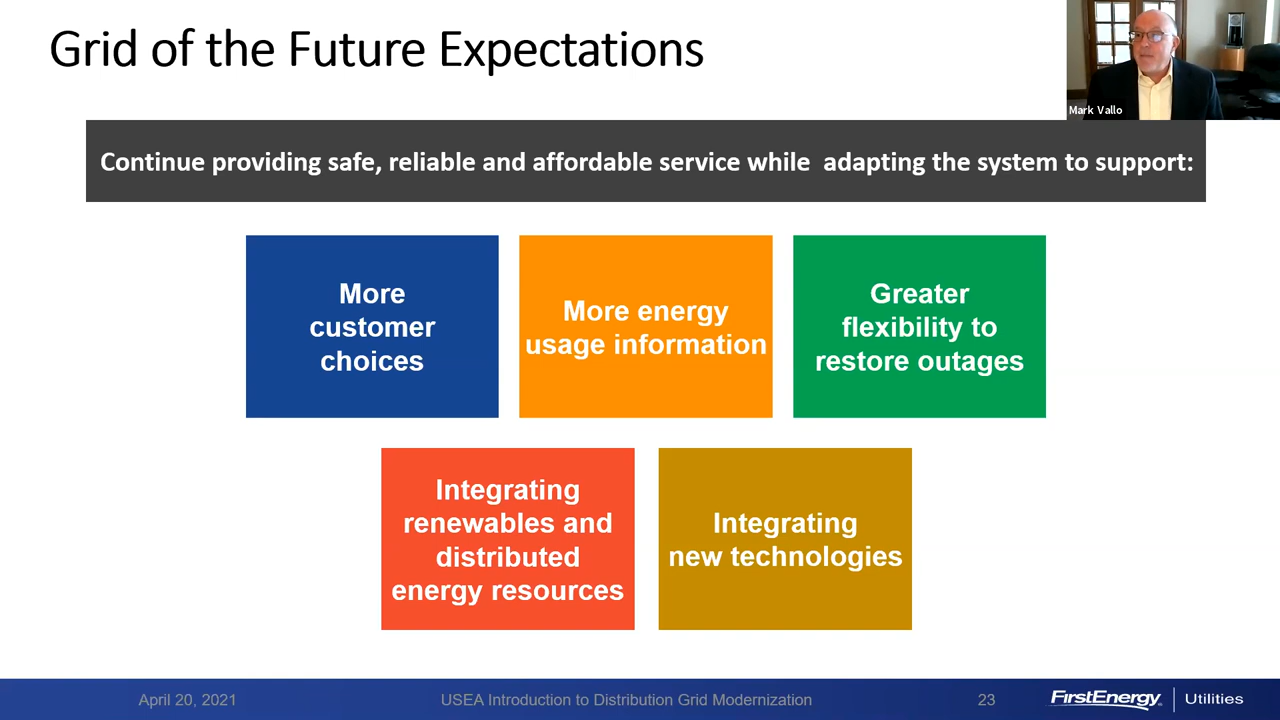 Grid of the Future Expectations
Mark Vallo
Continue providing safe, reliable and affordable service while  adapting the system to support:
More
customer
choices
More energy
usage information
Greater
flexibility to
restore outages
Integrating
renewables and
distributed
energy resources
Integrating
new technologies
April 20, 2021
USEA Introduction to Distribution Grid Modernization
23
FirstEnergy
Utilities